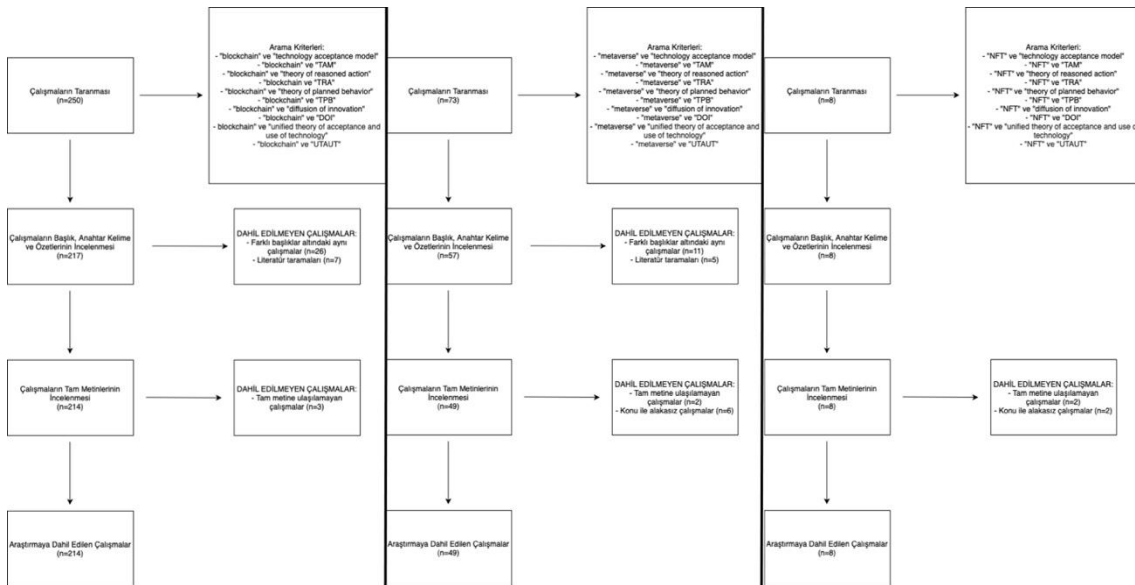 Çalışmaların Taranması
(n=250)
Arama Kriterleri:
- "blockchain" ve "technology acceptance model"
- "blockchain" ve "TAM"
- "blockchain" ve "theory of reasoned action"
- "blockchain ve "TRA"
- "blockchain" ve "theory of planned behavior"
- "blockchain" ve "TPB"
- "blockchain" ve "diffusion of innovation"
- "blockchain" ve "DOI"
- blockchain" ve "unified theory of acceptance and
use of technology"
- "blockchain" ve "UTAUT"
Çalışmaların Başlık, Anahtar Kelime
ve Özetlerinin İncelenmesi
(n=217)
DAHİL EDİLMEYEN ÇALIŞMALAR:
- Farklı başlıklar altındaki aynı
çalışmalar (n=26)
- Literatür taramaları (n=7)
Çalışmaların Tam Metinlerinin
İncelenmesi
(n=214)
DAHİL EDİLMEYEN ÇALIŞMALAR:
- Tam metine ulaşılamayan
çalışmalar (n=3)
Araştırmaya Dahil Edilen Çalışmalar
(n=214)
Çalışmaların Taranması
(n=73)
Arama Kriterleri:
- "metaverse" ve "technology acceptance model"
- "metaverse" ve "TAM"
- "metaverse" ve "theory of reasoned action"
- "metaverse ve "TRA"
- "metaverse" ve "theory of planned behavior"
- "metaverse" ve "TPB"
- "metaverse" ve "diffusion of innovation"
- "metaverse" ve "DOI"
- "metaverse" ve "unified theory of acceptance and
use of technology"
- "metaverse" ve "UTAUT"
Çalışmaların Başlık, Anahtar Kelime
ve Özetlerinin İncelenmesi
(n=57)
DAHİL EDİLMEYEN ÇALIŞMALAR:
- Farklı başlıklar altındaki aynı
çalışmalar (n=11)
- Literatür taramaları (n=5)
Çalışmaların Tam Metinlerinin
İncelenmesi
(n=49)
DAHİL EDİLMEYEN ÇALIŞMALAR:
- Tam metine ulaşılamayan
çalışmalar (n=2)
- Konu ile alakasız çalışmalar (n=6)
Araştırmaya Dahil Edilen Çalışmalar
(n=49)
Çalışmaların Taranması
(n=8)
Arama Kriterleri:
- "NFT" ve "technology acceptance model"
- "NFT" ve "TAM"
- "NFT" ve "theory of reasoned action"
- "NFT ve "TRA"
- "NFT" ve "theory of planned behavior"
- "NFT" ve "TPB"
- "NFT" ve "diffusion of innovation"
- "NFT" ve "DOI"
- "NFT" ve "unified theory of acceptance and use of
technology"
- "NFT" ve "UTAUT"
Çalışmaların Başlık, Anahtar Kelime
ve Özetlerinin İncelenmesi
(n=8)
Çalışmaların Tam Metinlerinin
İncelenmesi
(n=8)
DAHİL EDİLMEYEN ÇALIŞMALAR:
- Tam metine ulaşılamayan
çalışmalar (n=2)
- Konu ile alakasız çalışmalar (n=2)
Araştırmaya Dahil Edilen Çalışmalar
(n=8)